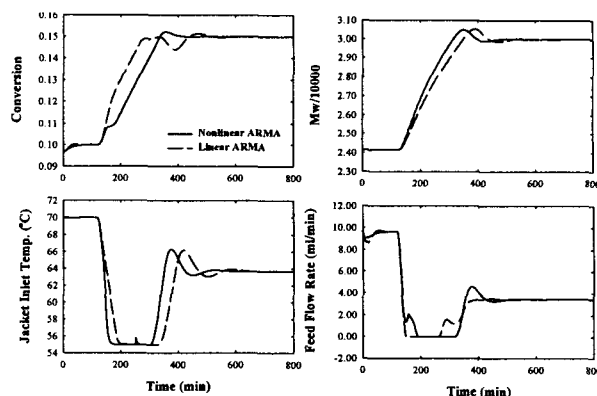 Conversion
0.16
0.15
0.14
0.13
0.12
0.11
0.10
0.09
0 200 400 600 800
Nonlinear ARMA
Linear ARMA
Mw/10000
3.10
3.00
2.90
2.80
2.70
2.60
2.50
2.40
2.30
0 200 400 600 800
Jacket Inlet Temp. (°C)
72
70
68
66
64
62
60
58
56
54
0 200 400 600 800
Time (min)
Feed Flow Rate (ml/min)
12.00
10.00
8.00
6.00
4.00
2.00
0.00
-2.00
0 200 400 600 800
Time (min)